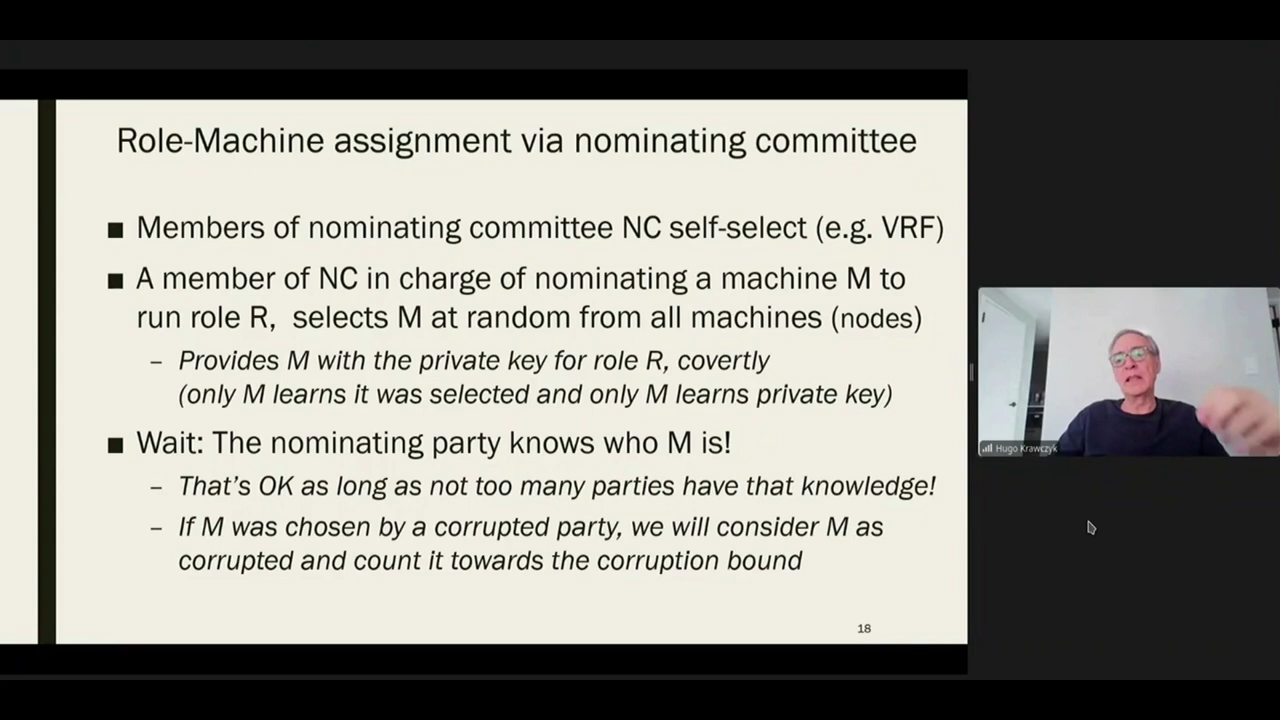 Role-Machine assignment via nominating committee
■ Members of nominating committee NC self-select (e.g. VRF)
■ A member of NC in charge of nominating a machine M to
run role R, selects M at random from all machines (nodes)
– Provides M with the private key for role R, covertly
(only M learns it was selected and only M learns private key)
■ Wait: The nominating party knows who M is!
– That's OK as long as not too many parties have that knowledge!
– If M was chosen by a corrupted party, we will consider M as
corrupted and count it towards the corruption bound
18
Hugo Krawczyk